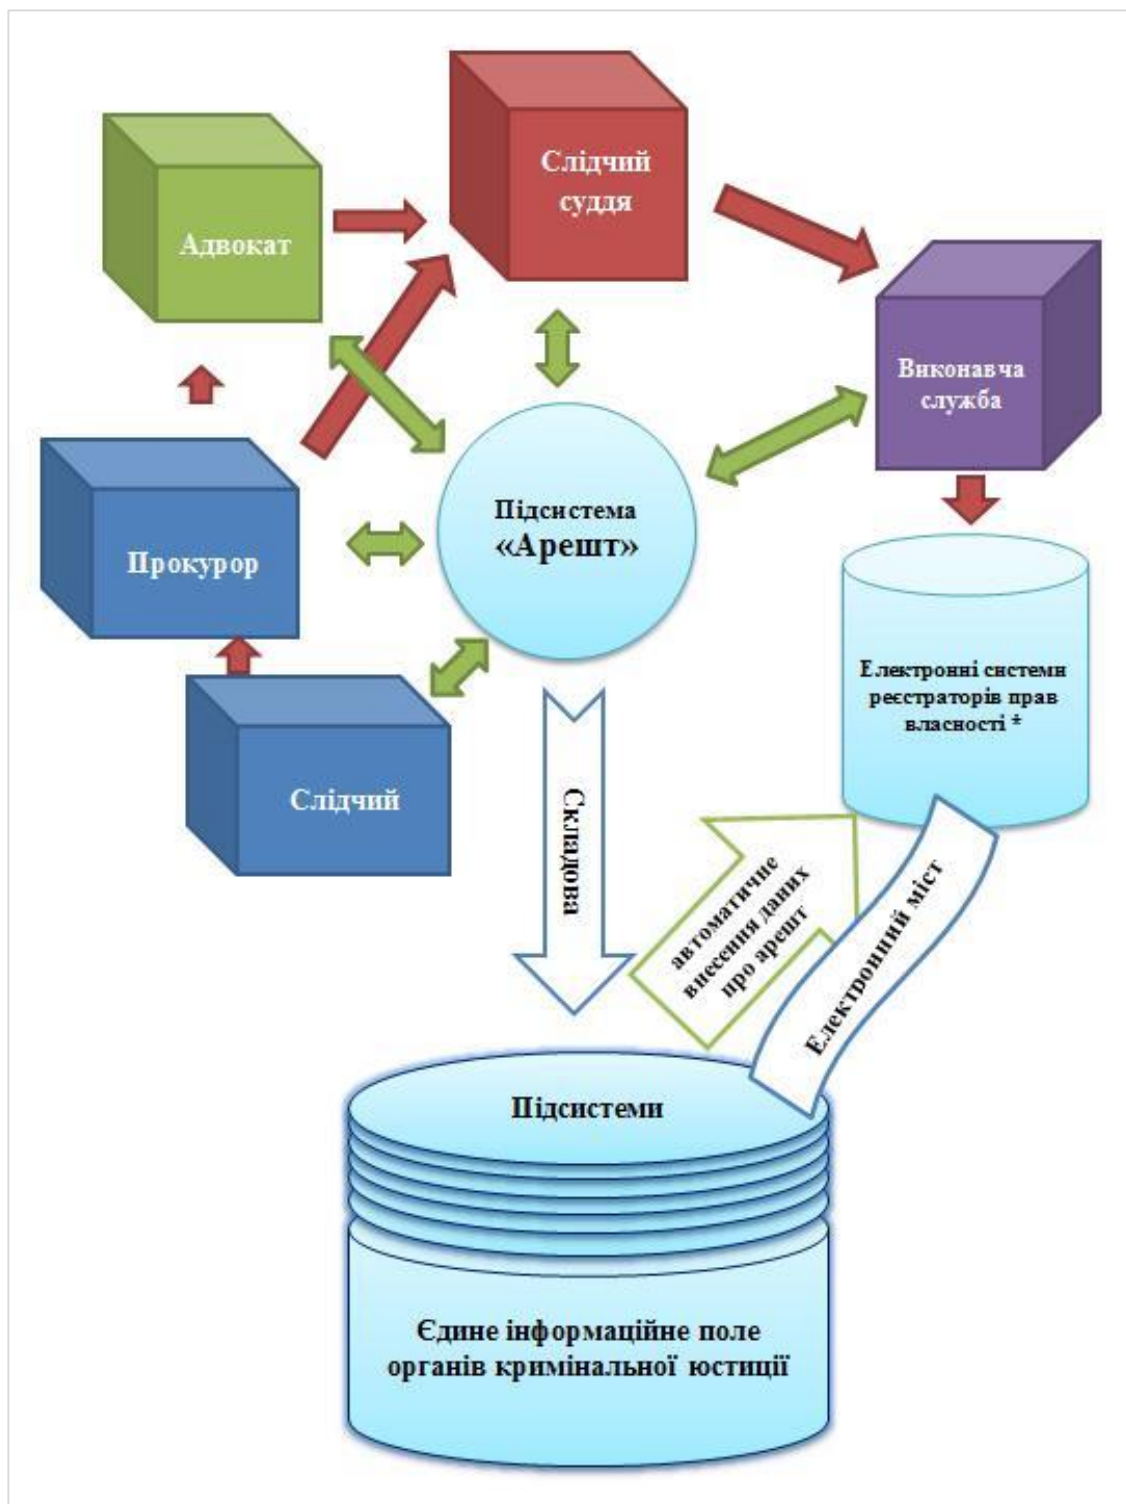 Слідчий
суддя
Адвокат
Виконавча
служба
Підсистема
«Арешт»
Прокурор
Електронні системи
реєстраторів прав
власності *
Слідчий
Складова
автоматичне
внесення даних
про арешт
Електронний міст
Підсистеми
Єдине інформаційне поле
органів кримінальної юстиції